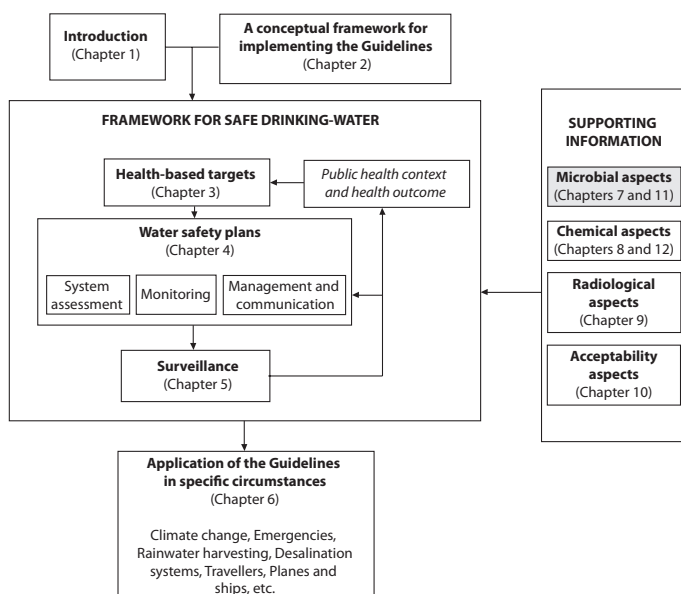 Introduction
(Chapter 1)
A conceptual framework for
implementing the Guidelines
(Chapter 2)
FRAMEWORK FOR SAFE DRINKING-WATER
Health-based targets
(Chapter 3)
Public health context
and health outcome
Water safety plans
(Chapter 4)
System
assessment
Monitoring
Management and
communication
Surveillance
(Chapter 5)
SUPPORTING
INFORMATION
Microbial aspects
(Chapters 7 and 11)
Chemical aspects
(Chapters 8 and 12)
Radiological
aspects
(Chapter 9)
Acceptability
aspects
(Chapter 10)
Application of the Guidelines
in specific circumstances
(Chapter 6)
Climate change, Emergencies,
Rainwater harvesting, Desalination
systems, Travellers, Planes and
ships, etc.